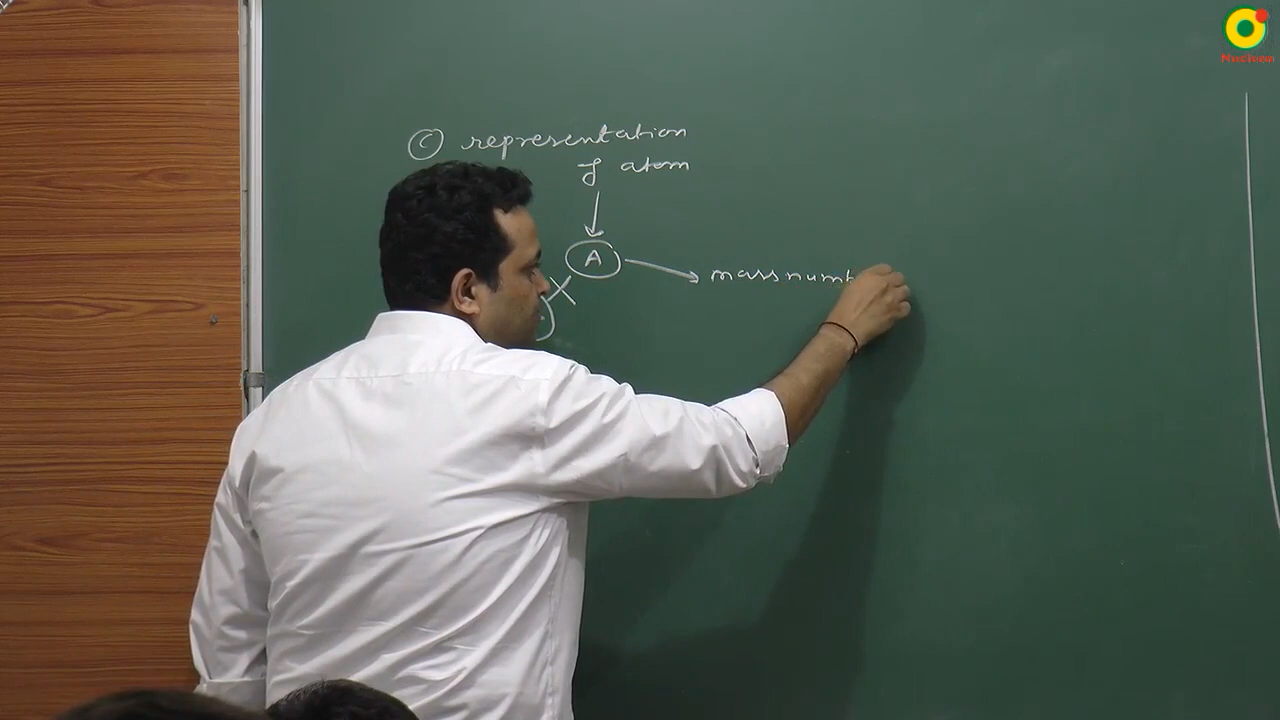 C representation
of atom
A → mass numb
X